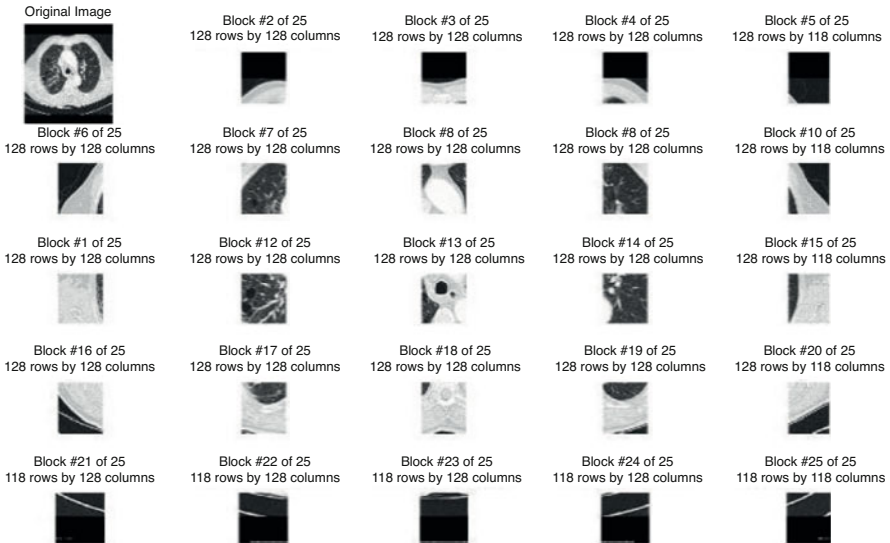 Original Image
Block #2 of 25
128 rows by 128 columns
Block #3 of 25
128 rows by 128 columns
Block #4 of 25
128 rows by 128 columns
Block #5 of 25
128 rows by 118 columns
Block #6 of 25
128 rows by 128 columns
Block #7 of 25
128 rows by 128 columns
Block #8 of 25
128 rows by 128 columns
Block #8 of 25
128 rows by 128 columns
Block #10 of 25
128 rows by 118 columns
Block #1 of 25
128 rows by 128 columns
Block #12 of 25
128 rows by 128 columns
Block #13 of 25
128 rows by 128 columns
Block #14 of 25
128 rows by 128 columns
Block #15 of 25
128 rows by 118 columns
Block #16 of 25
128 rows by 128 columns
Block #17 of 25
128 rows by 128 columns
Block #18 of 25
128 rows by 128 columns
Block #19 of 25
128 rows by 128 columns
Block #20 of 25
128 rows by 118 columns
Block #21 of 25
118 rows by 128 columns
Block #22 of 25
118 rows by 128 columns
Block #23 of 25
118 rows by 128 columns
Block #24 of 25
118 rows by 128 columns
Block #25 of 25
118 rows by 118 columns